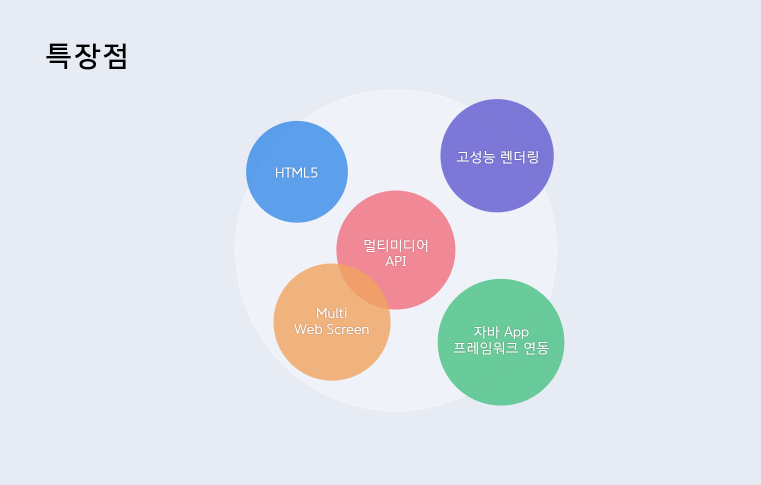 특장점
HTML5
고성능 렌더링
멀티미디어
API
Multi
Web Screen
자바 App
프레임워크 연동